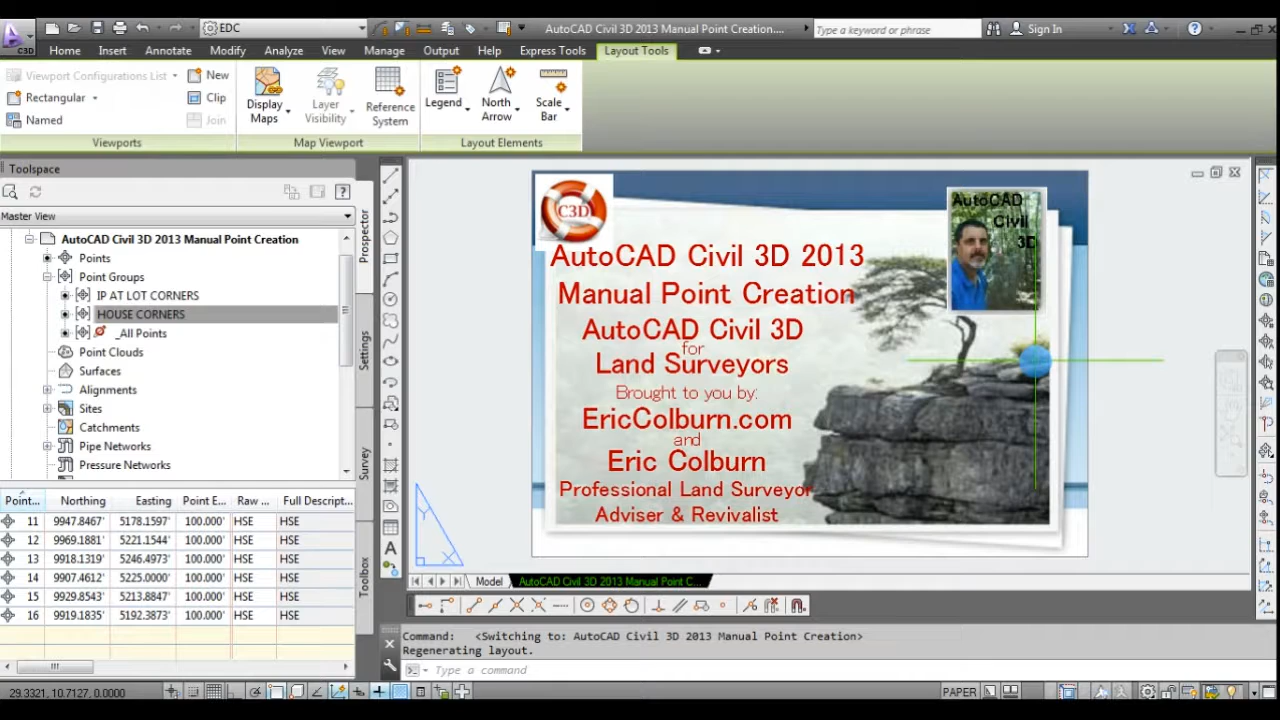 EDC
AutoCAD Civil 3D 2013 Manual Point Creation....
Type a keyword or phrase
Sign In
C3D
Home Insert Annotate Modify Analyze View Manage Output Help Express Tools Layout Tools
Viewport Configurations List
New
Rectangular
Clip
Named
Join
Display Maps
Layer Visibility
Reference System
Legend
North Arrow
Scale Bar
Viewports
Map Viewport
Layout Elements
Toolspace
Master View
AutoCAD Civil 3D 2013 Manual Point Creation
Points
Point Groups
IP AT LOT CORNERS
HOUSE CORNERS
_All Points
Point Clouds
Surfaces
Alignments
Sites
Catchments
Pipe Networks
Pressure Networks
Prospector
Settings
Survey
Toolbox
Point... Northing Easting Point E... Raw ... Full Descript...
11 9947.8467' 5178.1597' 100.000' HSE HSE
12 9969.1881' 5221.1544' 100.000' HSE HSE
13 9918.1319' 5246.4973' 100.000' HSE HSE
14 9907.4612' 5225.0000' 100.000' HSE HSE
15 9929.8543' 5213.8847' 100.000' HSE HSE
16 9919.1835' 5192.3873' 100.000' HSE HSE
C3D
AutoCAD
Civil
3D
AutoCAD Civil 3D 2013
Manual Point Creation
AutoCAD Civil 3D
for
Land Surveyors
Brought to you by:
EricColburn.com
and
Eric Colburn
Professional Land Surveyor
Adviser & Revivalist
Y
X
A
Model
AutoCAD Civil 3D 2013 Manual Point C...
Command: <Switching to: AutoCAD Civil 3D 2013 Manual Point Creation>
Regenerating layout.
Type a command
29.3321, 10.7127, 0.0000
PAPER